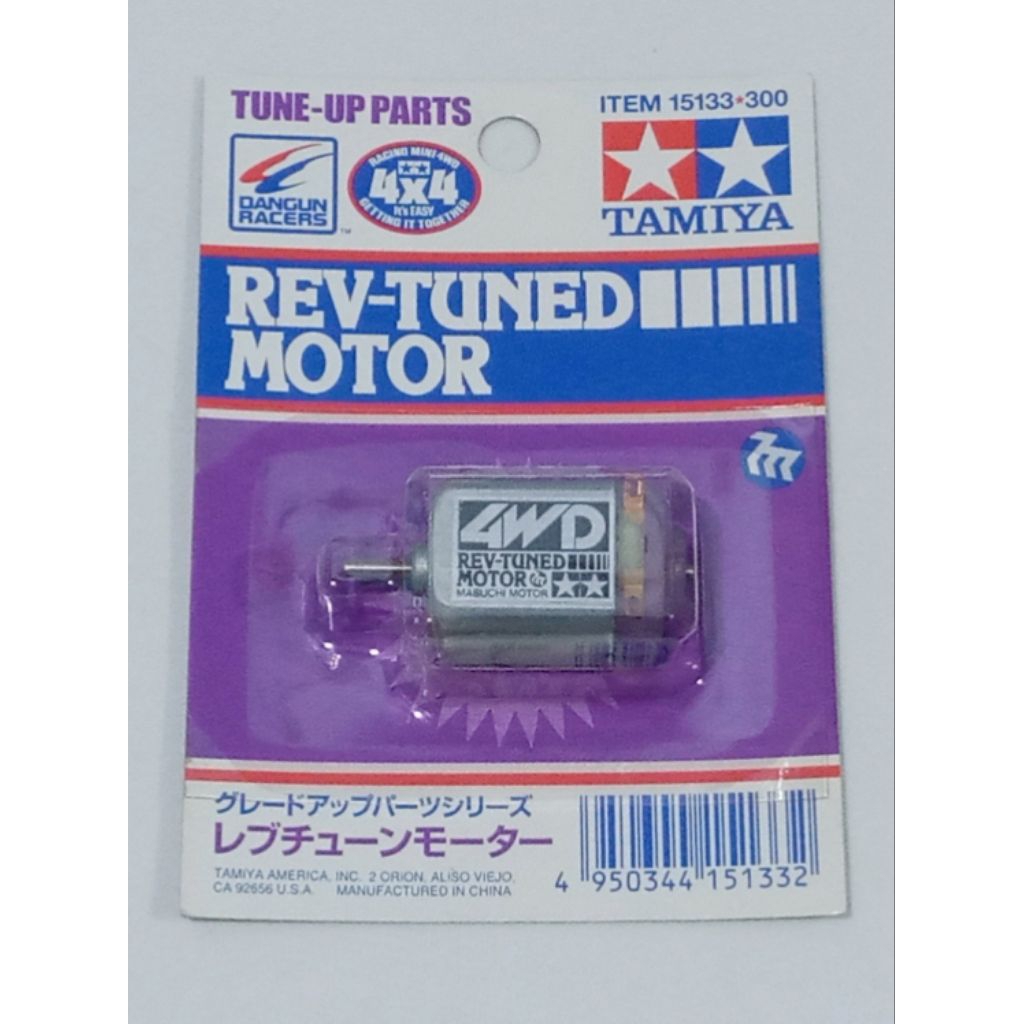 TUNE-UP PARTS
ITEM 15133★300
DANGUN
RACERS
TM
RACING MINI 4WD
4x4
It's EASY
GETTING IT TOGETHER
TAMIYA
REV-TUNED
MOTOR
4WD
REV-TUNED
MOTOR
MABUCHI MOTOR
グレードアップパーツシリーズ
レブチューンモーター
TAMIYA AMERICA, INC. 2 ORION, ALISO VIEJO,
CA 92656 U.S.A. MANUFACTURED IN CHINA
4 950344 151332